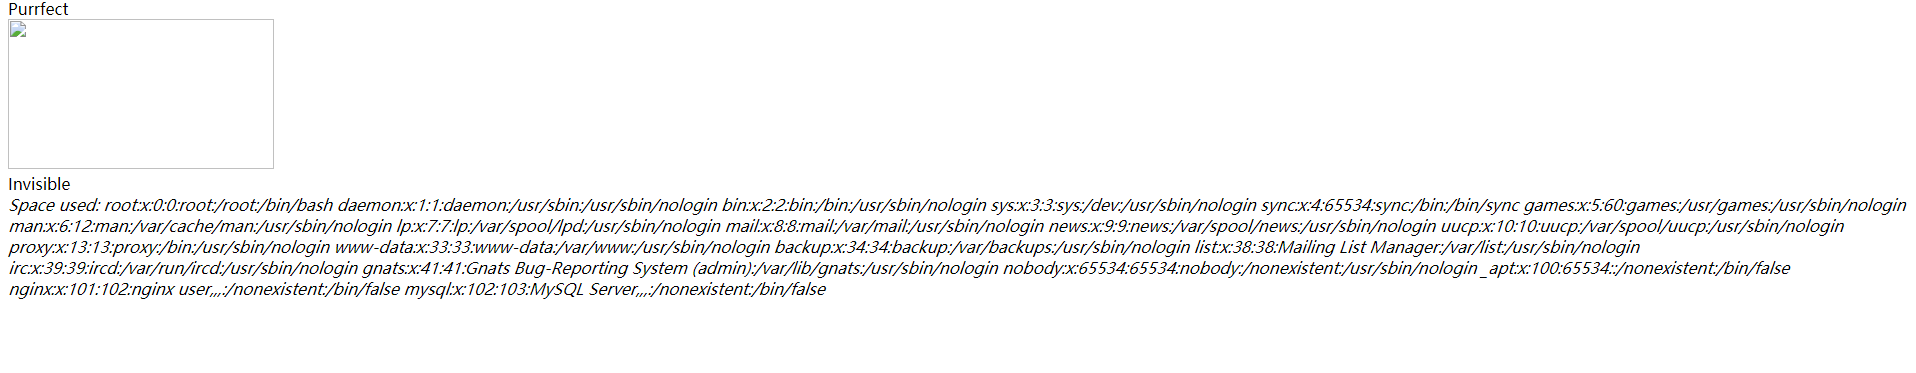 Purrfect
Invisible
Space used: root:x:0:0:root:/root:/bin/bash daemon:x:1:1:daemon:/usr/sbin:/usr/sbin/nologin bin:x:2:2:bin:/bin:/usr/sbin/nologin sys:x:3:3:sys:/dev:/usr/sbin/nologin sync:x:4:65534:sync:/bin:/bin/sync games:x:5:60:games:/usr/games:/usr/sbin/nologin
man:x:6:12:man:/var/cache/man:/usr/sbin/nologin lp:x:7:7:lp:/var/spool/lpd:/usr/sbin/nologin mail:x:8:8:mail:/var/mail:/usr/sbin/nologin news:x:9:9:news:/var/spool/news:/usr/sbin/nologin uucp:x:10:10:uucp:/var/spool/uucp:/usr/sbin/nologin
proxy:x:13:13:proxy:/bin:/usr/sbin/nologin www-data:x:33:33:www-data:/var/www:/usr/sbin/nologin backup:x:34:34:backup:/var/backups:/usr/sbin/nologin list:x:38:38:Mailing List Manager:/var/list:/usr/sbin/nologin
irc:x:39:39:ircd:/var/run/ircd:/usr/sbin/nologin gnats:x:41:41:Gnats Bug-Reporting System (admin):/var/lib/gnats:/usr/sbin/nologin nobody:x:65534:65534:nobody:/nonexistent:/usr/sbin/nologin _apt:x:100:65534::/nonexistent:/bin/false
nginx:x:101:102:nginx user,,,:/nonexistent:/bin/false mysql:x:102:103:MySQL Server,,,:/nonexistent:/bin/false